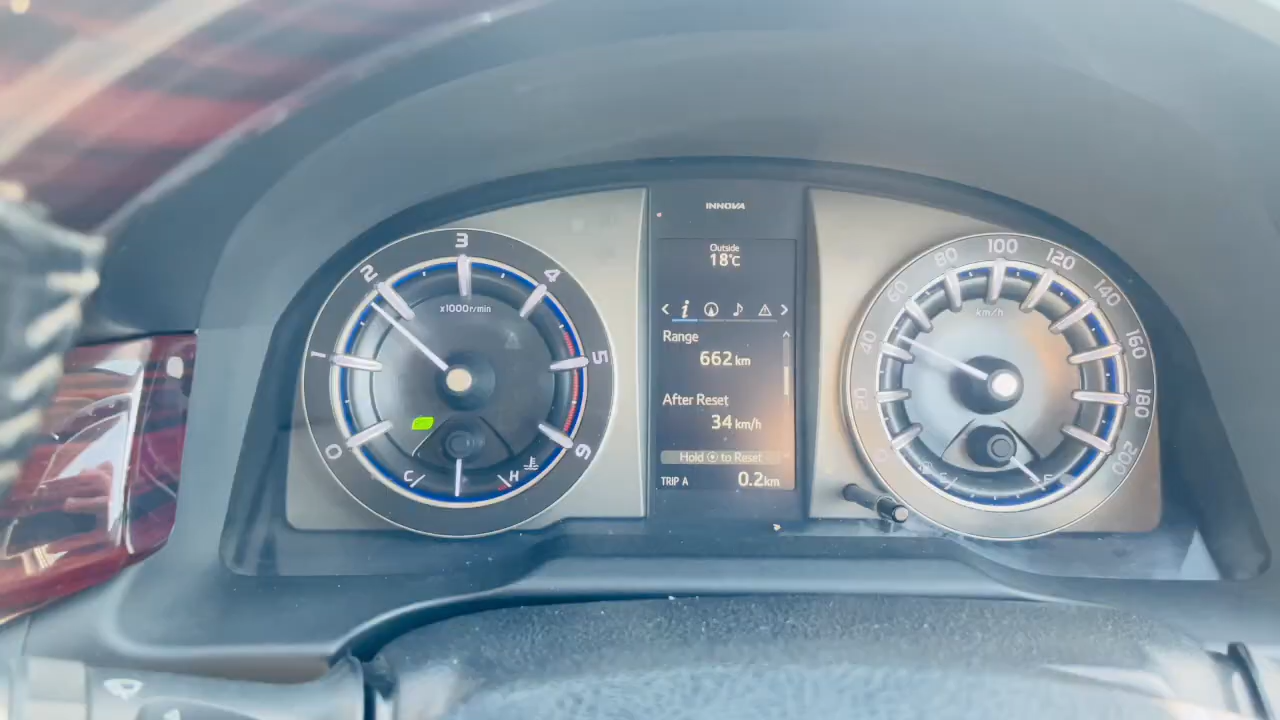 INNOVA
Outside
18°C
Range
662 km
After Reset
34 km/h
Hold to Reset
TRIP A 0.2 km
0
1
2
3
4
5
6
x1000r/min
C
H
0
20
40
60
80
100
120
140
160
180
200
km/h
E
F